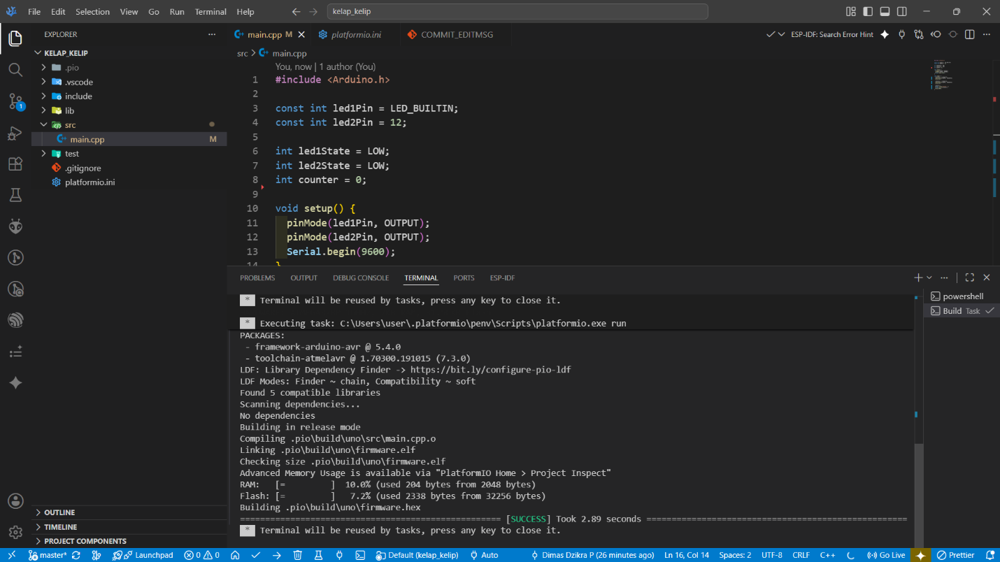 File Edit Selection View Go Run Terminal Help
kelap_kelip
EXPLORER
KELAP_KELIP
.pio
.vscode
include
lib
src
main.cpp M
test
.gitignore
platformio.ini
OUTLINE
TIMELINE
PROJECT COMPONENTS
main.cpp M platformio.ini COMMIT_EDITMSG
ESP-IDF: Search Error Hint
src > main.cpp
You, now | 1 author (You)
1 #include <Arduino.h>
2
3 const int led1Pin = LED_BUILTIN;
4 const int led2Pin = 12;
5
6 int led1State = LOW;
7 int led2State = LOW;
8 int counter = 0;
9
10 void setup() {
11 pinMode(led1Pin, OUTPUT);
12 pinMode(led2Pin, OUTPUT);
13 Serial.begin(9600);
14 }
PROBLEMS OUTPUT DEBUG CONSOLE TERMINAL PORTS ESP-IDF
* Terminal will be reused by tasks, press any key to close it.
* Executing task: C:\Users\user\.platformio\penv\Scripts\platformio.exe run
PACKAGES:
- framework-arduino-avr @ 5.4.0
- toolchain-atmelavr @ 1.70300.191015 (7.3.0)
LDF: Library Dependency Finder -> https://bit.ly/configure-pio-ldf
LDF Modes: Finder ~ chain, Compatibility ~ soft
Found 5 compatible libraries
Scanning dependencies...
No dependencies
Building in release mode
Compiling .pio\build\uno\src\main.cpp.o
Linking .pio\build\uno\firmware.elf
Checking size .pio\build\uno\firmware.elf
Advanced Memory Usage is available via "PlatformIO Home > Project Inspect"
RAM: [= ] 10.0% (used 204 bytes from 2048 bytes)
Flash: [= ] 7.2% (used 2338 bytes from 32256 bytes)
Building .pio\build\uno\firmware.hex
=================================================== [SUCCESS] Took 2.89 seconds ===================================================
* Terminal will be reused by tasks, press any key to close it.
powershell
Build Task
1
master* Launchpad 0 0 Default (kelap_kelip) Auto Dimas Dzikra P (26 minutes ago) Ln 16, Col 14 Spaces: 2 UTF-8 CRLF C++ Go Live Prettier